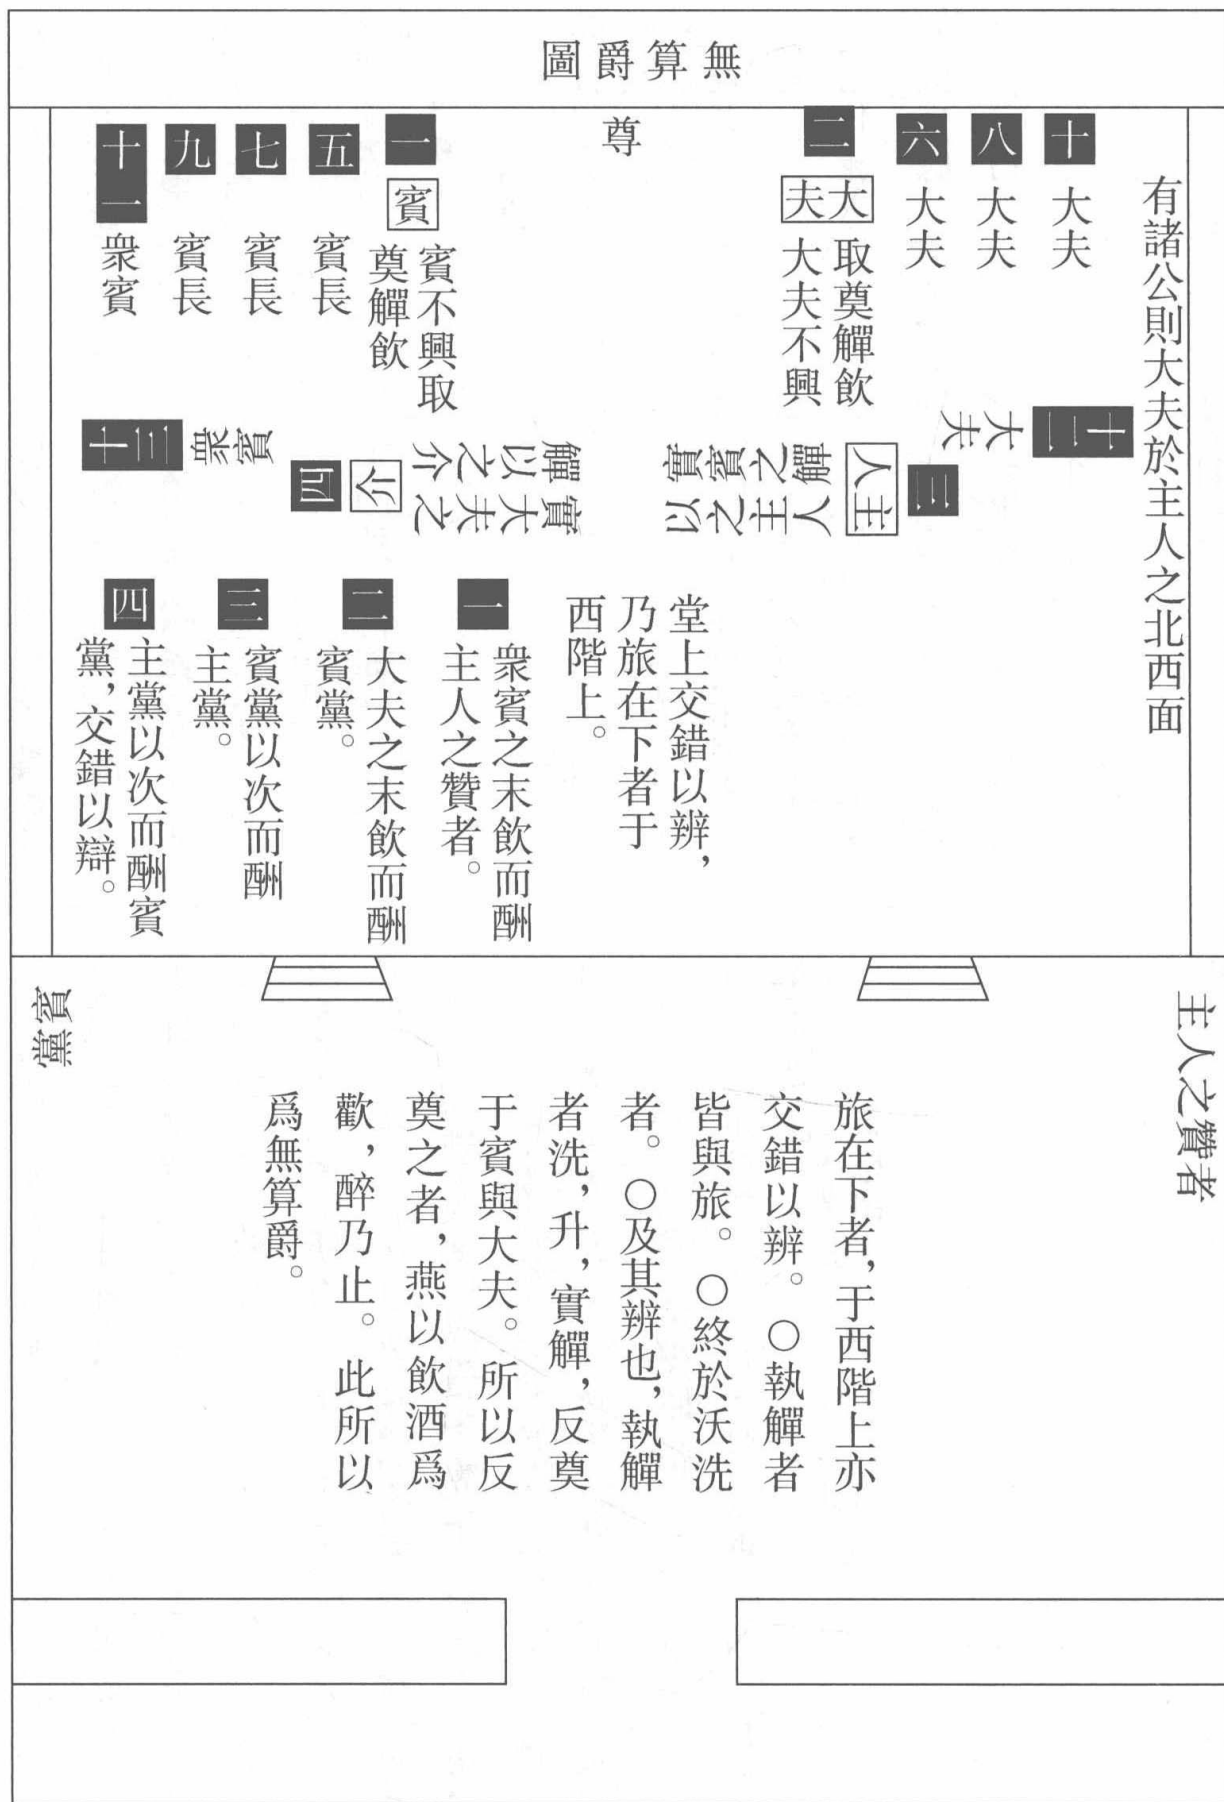 無算爵圖
有諸公則大夫於主人之北西面
十
大夫
八
大夫
六
大夫
二
大夫
取奠觶飲
大夫不興
尊
一
賓
賓不興取
奠觶飲
五
賓長
七
賓長
九
賓長
十一
衆賓
十二
大夫
三
主人
觶之賓實
人主之以
實大夫之
觶以之介
介
四
衆賓
十三
堂上交錯以辨，
乃旅在下者于
西階上。
一
衆賓之末飲而酬
主人之贊者。
二
大夫之末飲而酬
賓黨。
三
賓黨以次而酬
主黨。
四
主黨以次而酬賓
黨，交錯以辯。
主人之贊者
賓黨
旅在下者，于西階上亦
交錯以辨。○執觶者
皆與旅。○終於沃洗
者。○及其辨也，執觶
者洗，升，實觶，反奠
于賓與大夫。所以反
奠之者，燕以飲酒爲
歡，醉乃止。此所以
爲無算爵。